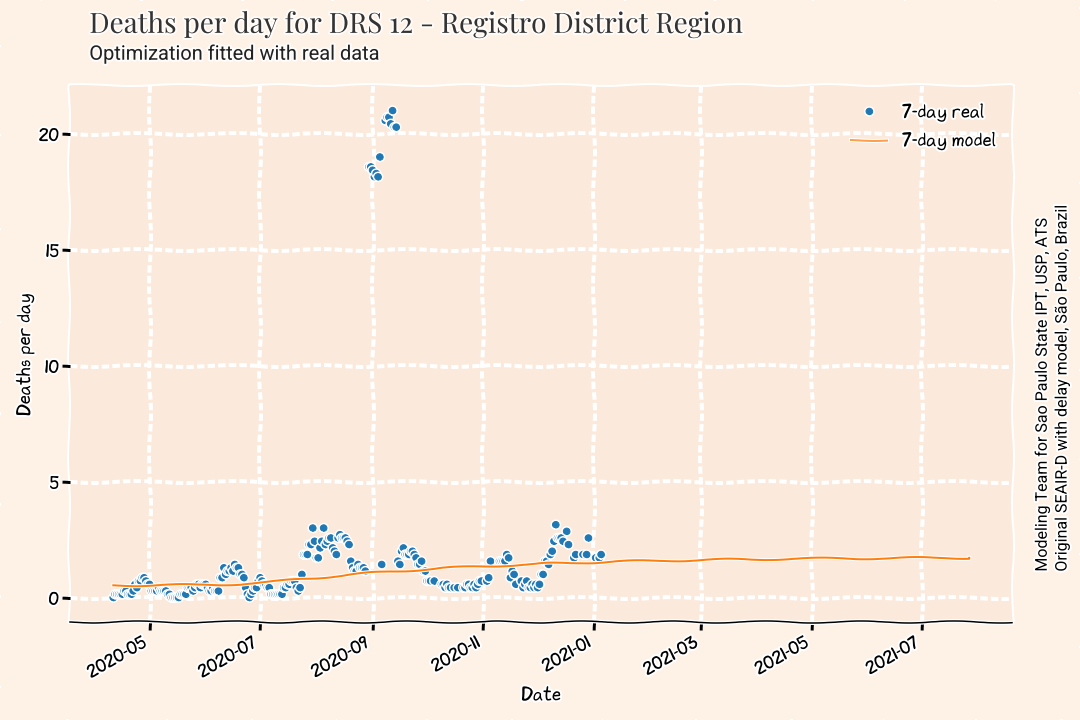 Deaths per day for DRS 12 - Registro District Region
Optimization fitted with real data
7-day real
7-day model
20
15
10
5
0
Deaths per day
2020-05
2020-07
2020-09
2020-11
2021-01
2021-03
2021-05
2021-07
Date
Modeling Team for Sao Paulo State IPT, USP, ATS
Original SEAIR-D with delay model, São Paulo, Brazil